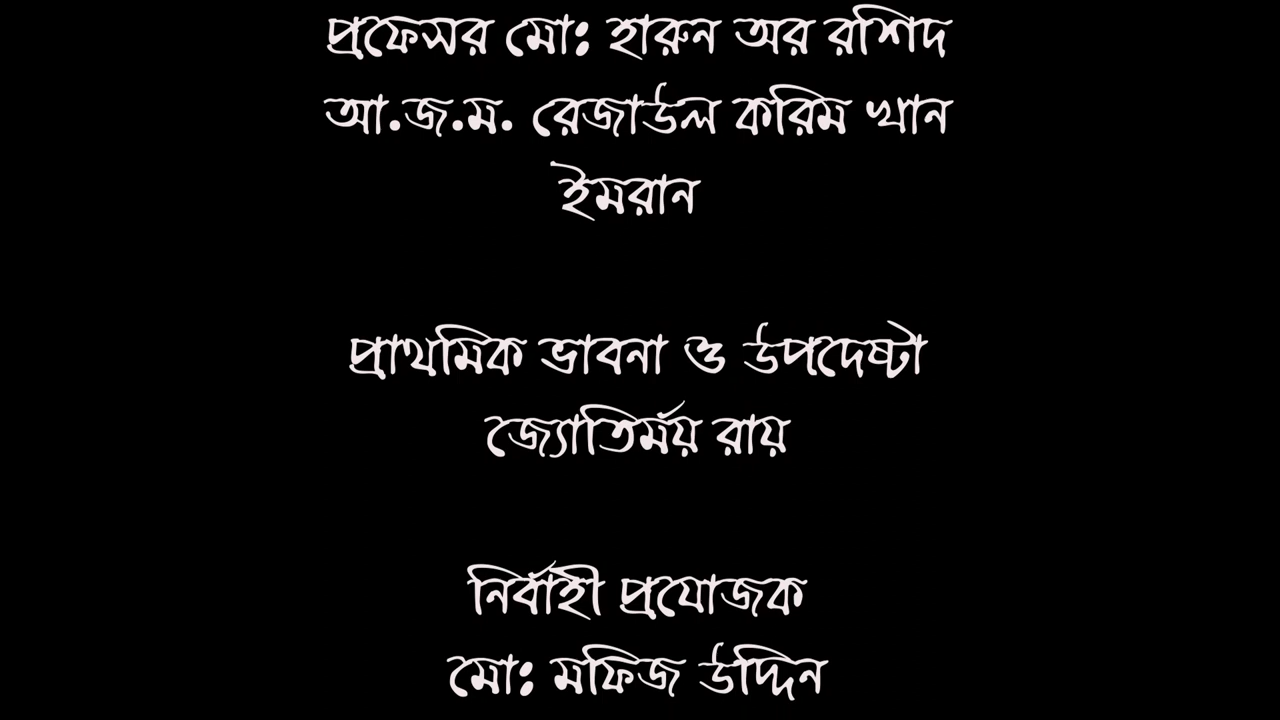 প্রফেসর মো: হারুন অর রশিদ
আ.জ.ম. রেজাউল করিম খান
ইমরান
প্রাথমিক ভাবনা ও উপদেষ্টা
জ্যোতির্ময় রায়
নির্বাহী প্রযোজক
মো: মফিজ উদ্দিন